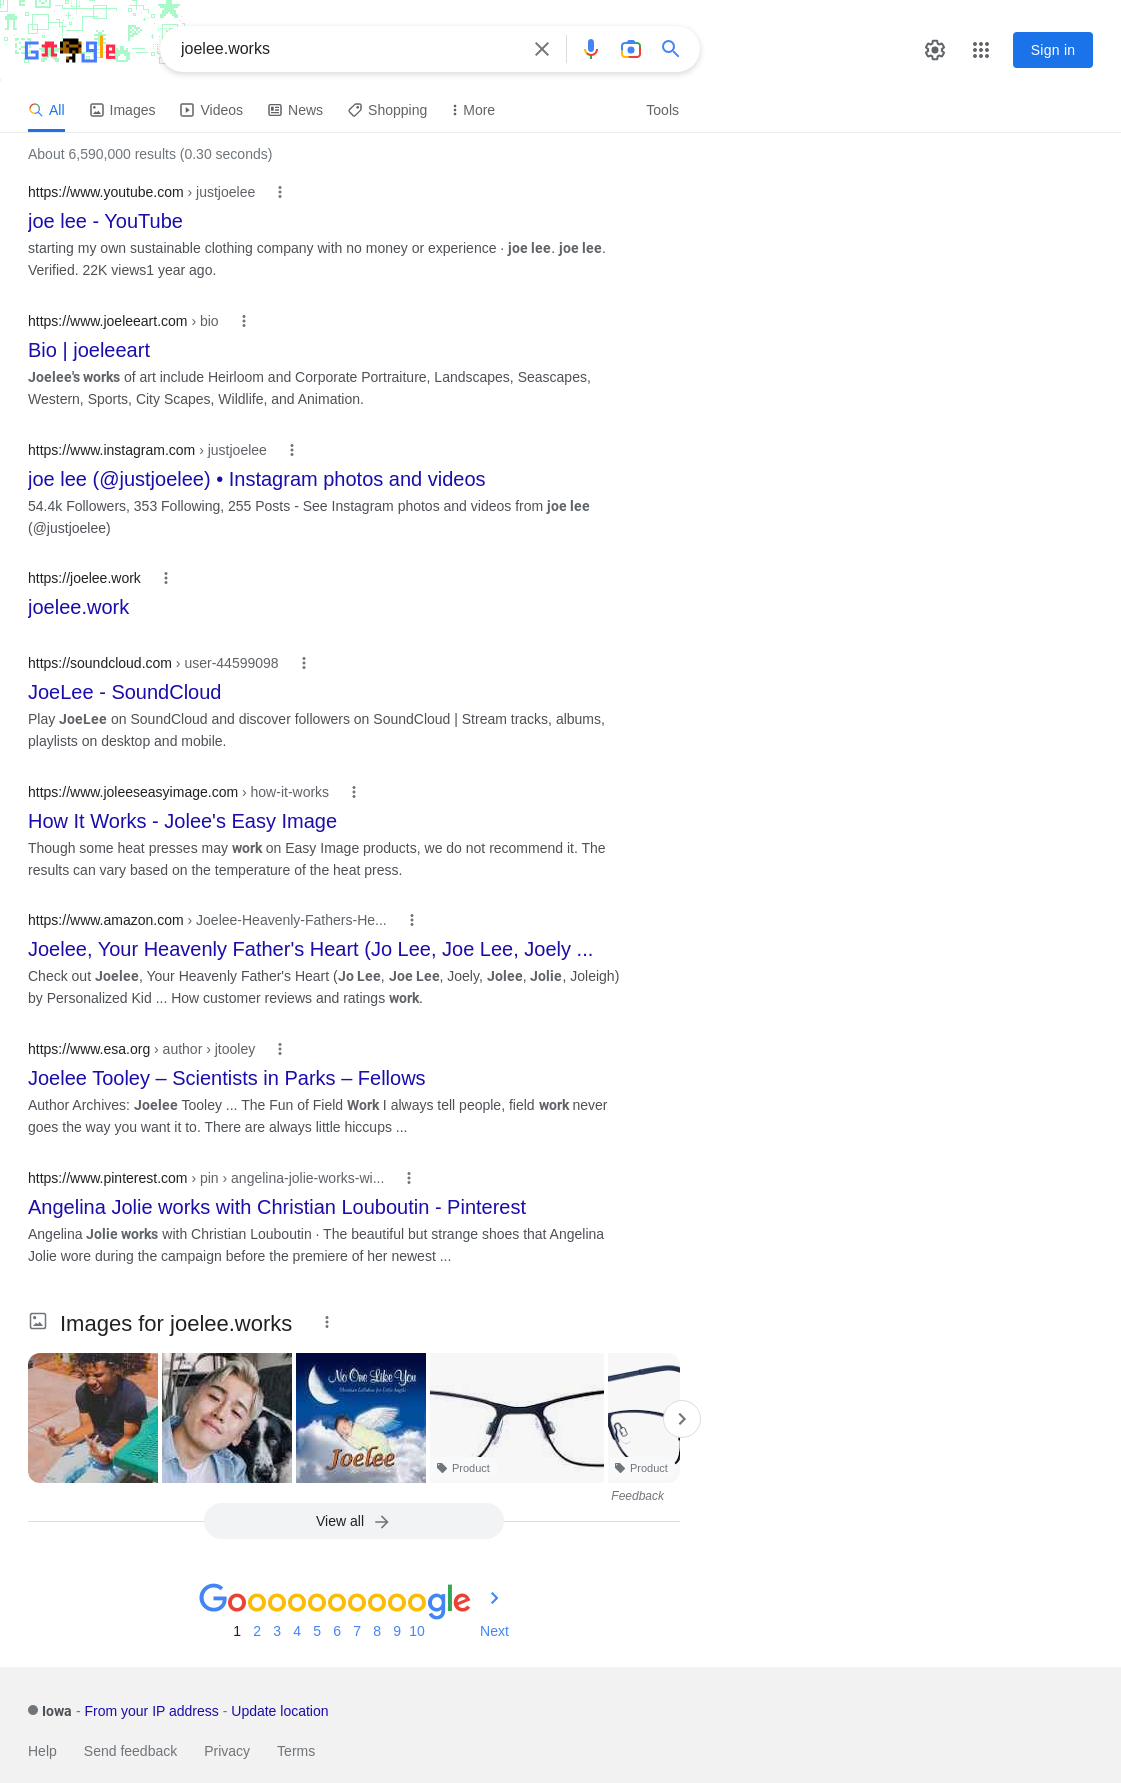 Google
joelee.works
Sign in
All Images Videos News Shopping More Tools
About 6,590,000 results (0.30 seconds)
https://www.youtube.com › justjoelee
joe lee - YouTube
starting my own sustainable clothing company with no money or experience · joe lee. joe lee.
Verified. 22K views1 year ago.
https://www.joeleeart.com › bio
Bio | joeleeart
Joelee's works of art include Heirloom and Corporate Portraiture, Landscapes, Seascapes,
Western, Sports, City Scapes, Wildlife, and Animation.
https://www.instagram.com › justjoelee
joe lee (@justjoelee) • Instagram photos and videos
54.4k Followers, 353 Following, 255 Posts - See Instagram photos and videos from joe lee
(@justjoelee)
https://joelee.work
joelee.work
https://soundcloud.com › user-44599098
JoeLee - SoundCloud
Play JoeLee on SoundCloud and discover followers on SoundCloud | Stream tracks, albums,
playlists on desktop and mobile.
https://www.joleeseasyimage.com › how-it-works
How It Works - Jolee's Easy Image
Though some heat presses may work on Easy Image products, we do not recommend it. The
results can vary based on the temperature of the heat press.
https://www.amazon.com › Joelee-Heavenly-Fathers-He...
Joelee, Your Heavenly Father's Heart (Jo Lee, Joe Lee, Joely ...
Check out Joelee, Your Heavenly Father's Heart (Jo Lee, Joe Lee, Joely, Jolee, Jolie, Joleigh)
by Personalized Kid ... How customer reviews and ratings work.
https://www.esa.org › author › jtooley
Joelee Tooley – Scientists in Parks – Fellows
Author Archives: Joelee Tooley ... The Fun of Field Work I always tell people, field work never
goes the way you want it to. There are always little hiccups ...
https://www.pinterest.com › pin › angelina-jolie-works-wi...
Angelina Jolie works with Christian Louboutin - Pinterest
Angelina Jolie works with Christian Louboutin · The beautiful but strange shoes that Angelina
Jolie wore during the campaign before the premiere of her newest ...
Images for joelee.works
No One Like You
Christian Lullabies for Little Angels
Joelee
Product
Product
Feedback
View all
Goooooooooogle
1 2 3 4 5 6 7 8 9 10 Next
Iowa - From your IP address - Update location
Help Send feedback Privacy Terms